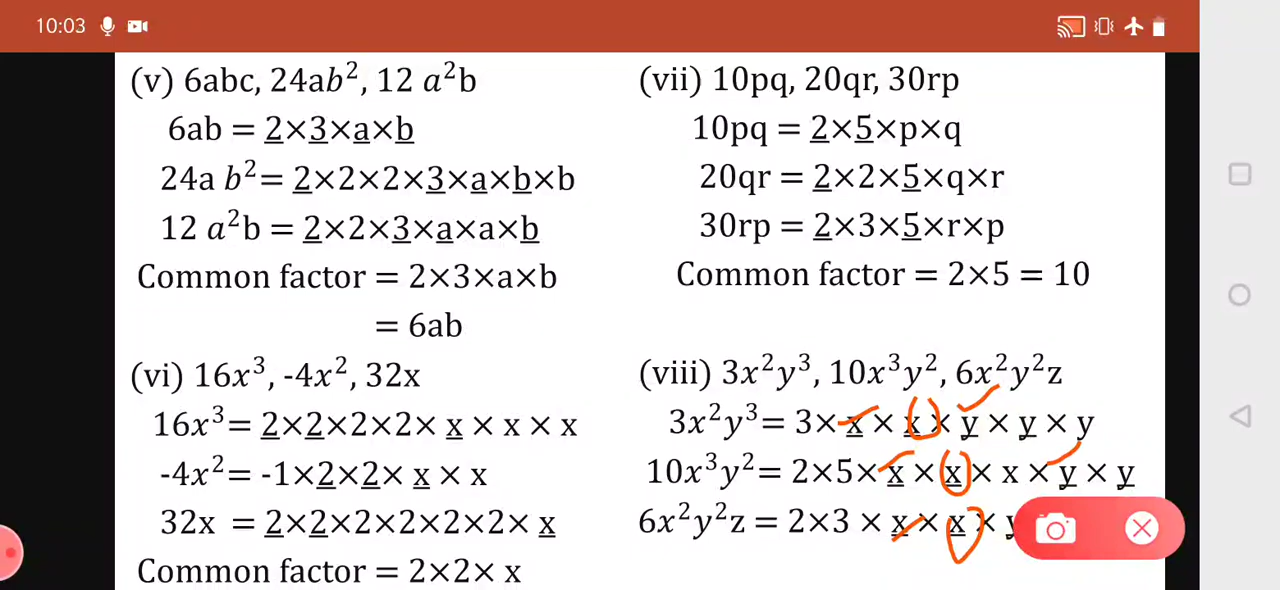 10:03
(v) 6abc, 24ab², 12 a²b
6ab = 2×3×a×b
24a b²= 2×2×2×3×a×b×b
12 a²b = 2×2×3×a×a×b
Common factor = 2×3×a×b
= 6ab
(vi) 16x³, -4x², 32x
16x³= 2×2×2×2× x × x × x
-4x²= -1×2×2× x × x
32x = 2×2×2×2×2× x
Common factor = 2×2× x
(vii) 10pq, 20qr, 30rp
10pq = 2×5×p×q
20qr = 2×2×5×q×r
30rp = 2×3×5×r×p
Common factor = 2×5 = 10
(viii) 3x²y³, 10x³y², 6x²y²z
3x²y³= 3× x × x × y × y × y
10x³y²= 2×5× x × x × x × y × y
6x²y²z = 2×3 × x × x ×